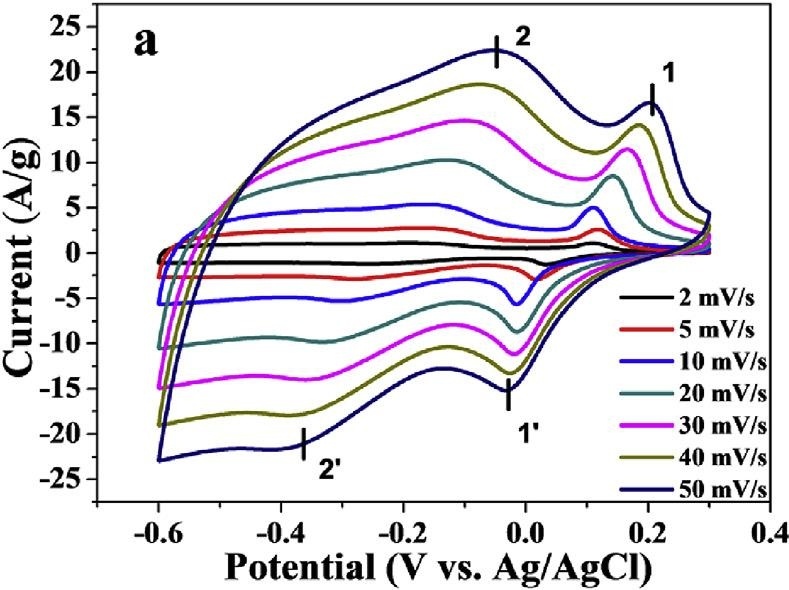 a
2
1
25
20
15
10
5
0
-5
-10
-15
-20
-25
Current (A/g)
2 mV/s
5 mV/s
10 mV/s
20 mV/s
30 mV/s
40 mV/s
50 mV/s
1'
2'
-0.6 -0.4 -0.2 0.0 0.2 0.4
Potential (V vs. Ag/AgCl)